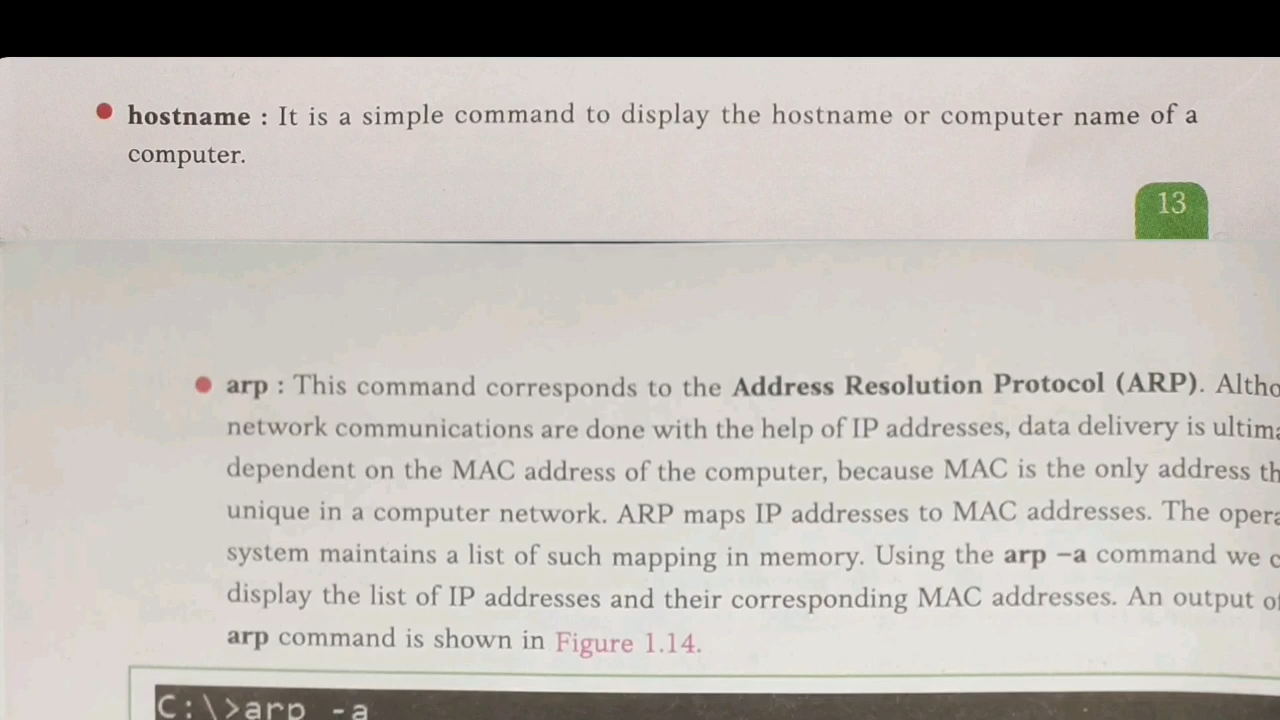 ● hostname : It is a simple command to display the hostname or computer name of a
computer.
13
● arp : This command corresponds to the Address Resolution Protocol (ARP). Altho
network communications are done with the help of IP addresses, data delivery is ultima
dependent on the MAC address of the computer, because MAC is the only address th
unique in a computer network. ARP maps IP addresses to MAC addresses. The opera
system maintains a list of such mapping in memory. Using the arp –a command we c
display the list of IP addresses and their corresponding MAC addresses. An output of
arp command is shown in Figure 1.14.
C:\>arp -a